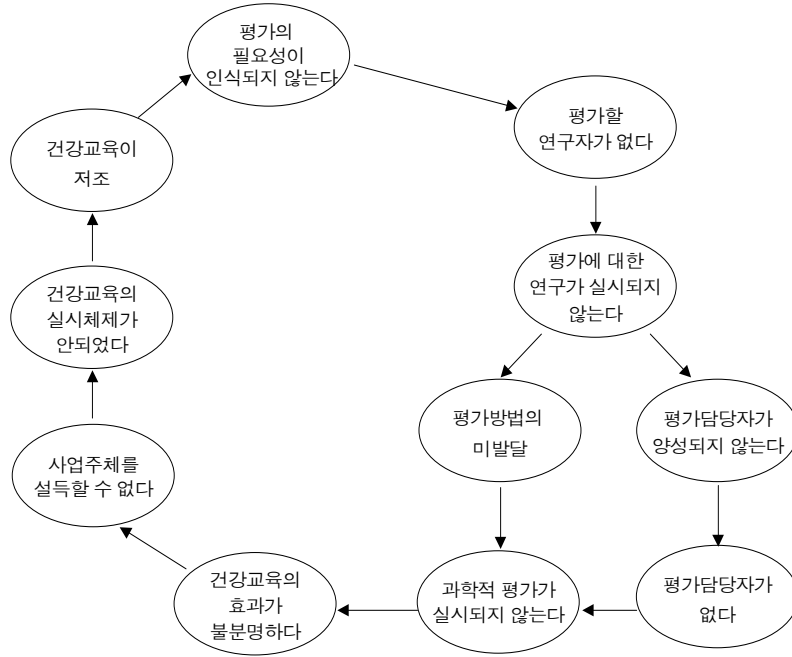 평가의
필요성이
인식되지 않는다
평가할
연구자가 없다
건강교육이
저조
평가에 대한
연구가 실시되지
않는다
건강교육의
실시체제가
안되었다
평가방법의
미발달
평가담당자가
양성되지 않는다
사업주체를
설득할 수 없다
건강교육의
효과가
불분명하다
과학적 평가가
실시되지 않는다
평가담당자가
없다